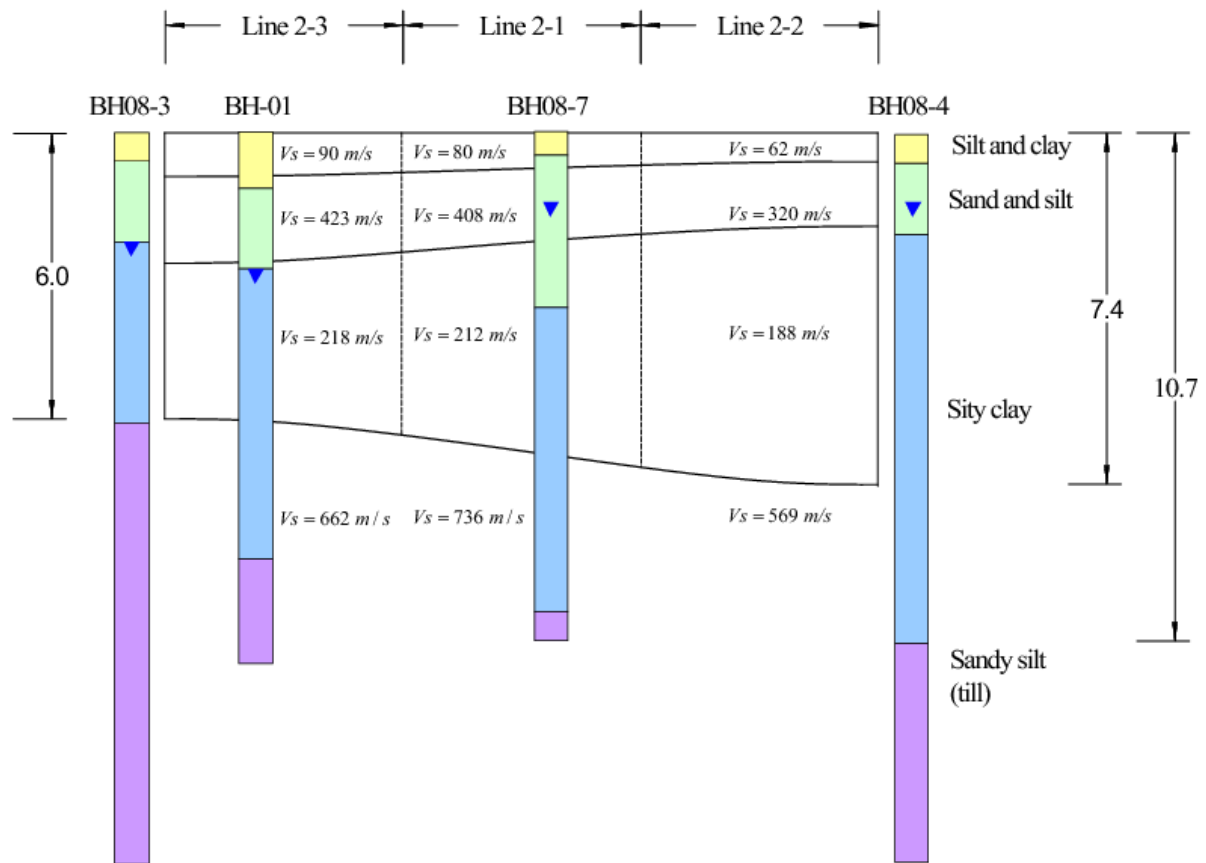 Line 2-3 Line 2-1 Line 2-2
BH08-3 BH-01 BH08-7 BH08-4
Vs = 90 m/s Vs = 80 m/s Vs = 62 m/s Silt and clay
Vs = 423 m/s Vs = 408 m/s Vs = 320 m/s Sand and silt
6.0
7.4
Vs = 218 m/s Vs = 212 m/s Vs = 188 m/s
10.7
Sity clay
Vs = 662 m/s Vs = 736 m/s Vs = 569 m/s
Sandy silt
(till)